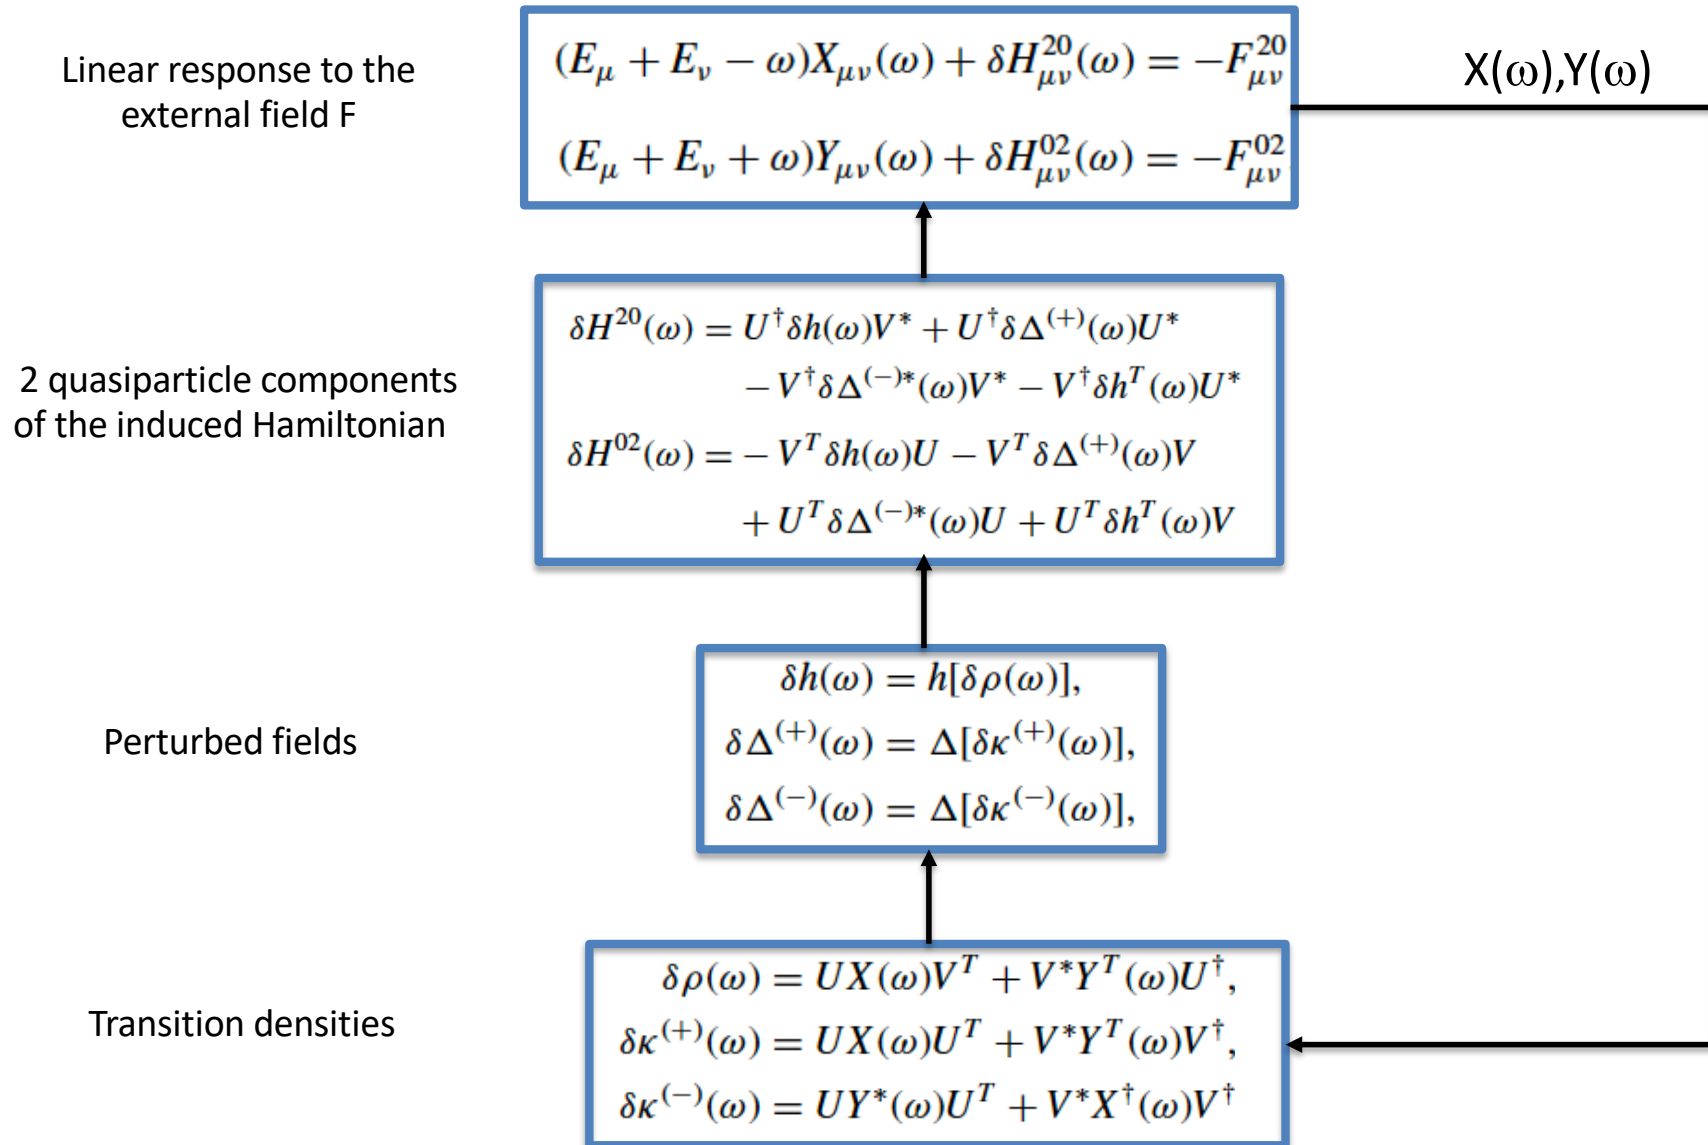 Linear response to the
external field F
(E_μ + E_ν − ω)X_μν(ω) + δH^20_μν(ω) = −F^20_μν
(E_μ + E_ν + ω)Y_μν(ω) + δH^02_μν(ω) = −F^02_μν
X(ω),Y(ω)
2 quasiparticle components
of the induced Hamiltonian
δH^20(ω) = U^†δh(ω)V^* + U^†δΔ^(+)(ω)U^*
− V^†δΔ^(−)*(ω)V^* − V^†δh^T(ω)U^*
δH^02(ω) = − V^Tδh(ω)U − V^TδΔ^(+)(ω)V
+ U^TδΔ^(−)*(ω)U + U^Tδh^T(ω)V
Perturbed fields
δh(ω) = h[δρ(ω)],
δΔ^(+)(ω) = Δ[δκ^(+)(ω)],
δΔ^(−)(ω) = Δ[δκ^(−)(ω)],
Transition densities
δρ(ω) = UX(ω)V^T + V^*Y^T(ω)U^†,
δκ^(+)(ω) = UX(ω)U^T + V^*Y^T(ω)V^†,
δκ^(−)(ω) = UY^*(ω)U^T + V^*X^†(ω)V^†